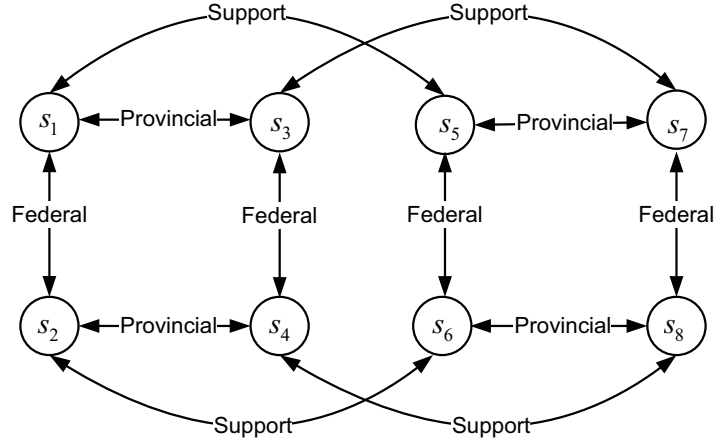 Support Support
s1 Provincial s3 s5 Provincial s7
Federal Federal Federal Federal
s2 Provincial s4 s6 Provincial s8
Support Support